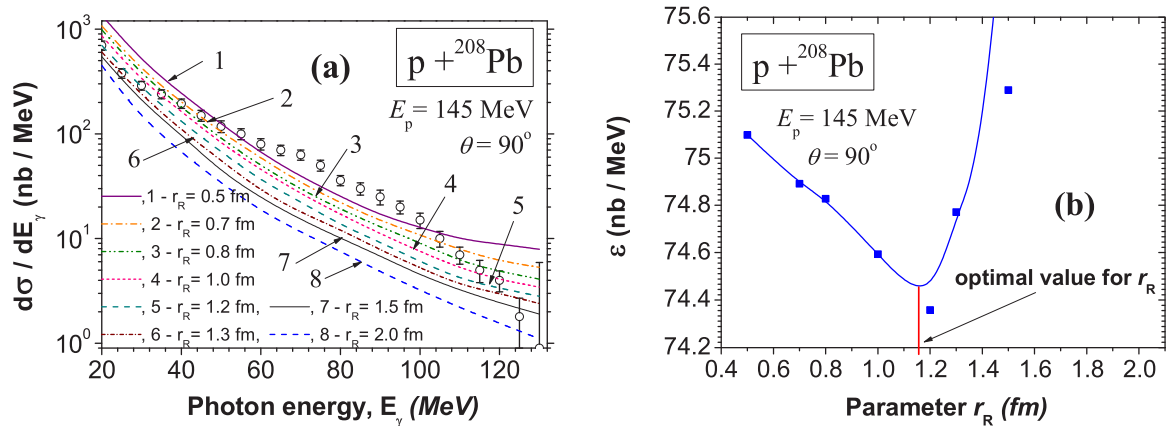 (a)
p + ²⁰⁸Pb
Eₚ = 145 MeV
θ = 90°
1
2
3
4
5
6
7
8
, 1 - r_R = 0.5 fm
, 2 - r_R = 0.7 fm
, 3 - r_R = 0.8 fm
, 4 - r_R = 1.0 fm
, 5 - r_R = 1.2 fm, , 7 - r_R = 1.5 fm
, 6 - r_R = 1.3 fm, , 8 - r_R = 2.0 fm
dσ / dE_γ (nb / MeV)
10³
10²
10¹
10⁰
20 40 60 80 100 120
Photon energy, E_γ (MeV)
(b)
p + ²⁰⁸Pb
Eₚ = 145 MeV
θ = 90°
optimal value for r_R
ε (nb / MeV)
75.6
75.4
75.2
75
74.8
74.6
74.4
74.2
0.4 0.6 0.8 1.0 1.2 1.4 1.6 1.8 2.0
Parameter r_R (fm)